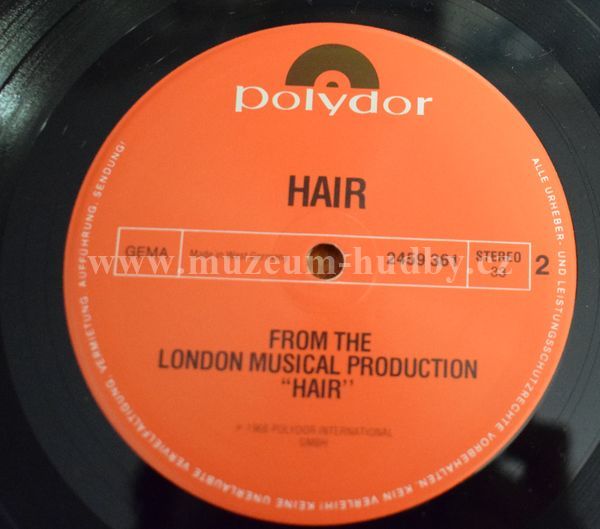 polydor
HAIR
GEMA
Made in West Germany
2459 361
STEREO
33
2
www.muzeum-hudby.cz
FROM THE
LONDON MUSICAL PRODUCTION
“HAIR”
℗ 1968 POLYDOR INTERNATIONAL
GMBH
ALLE URHEBER- UND LEISTUNGSSCHUTZRECHTE VORBEHALTEN. KEIN VERLEIH! KEINE UNERLAUBTE VERVIELFÄLTIGUNG, VERMIETUNG, AUFFÜHRUNG, SENDUNG!